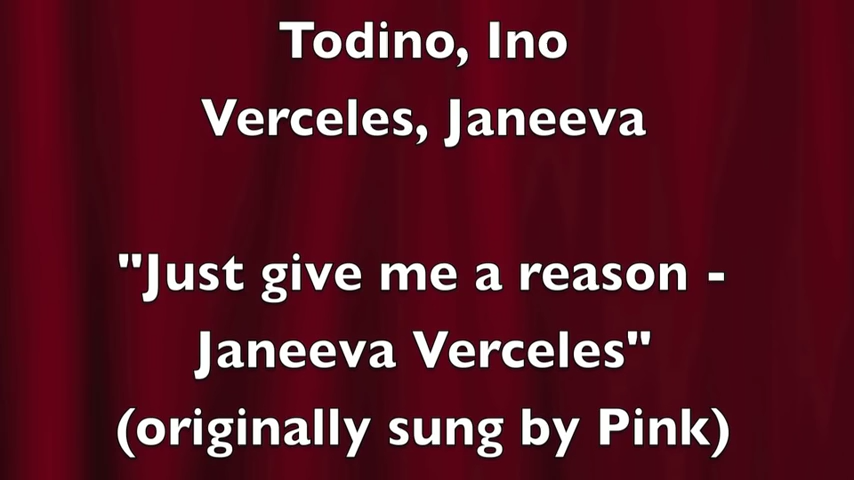 Todino, Ino
Verceles, Janeeva
"Just give me a reason -
Janeeva Verceles"
(originally sung by Pink)